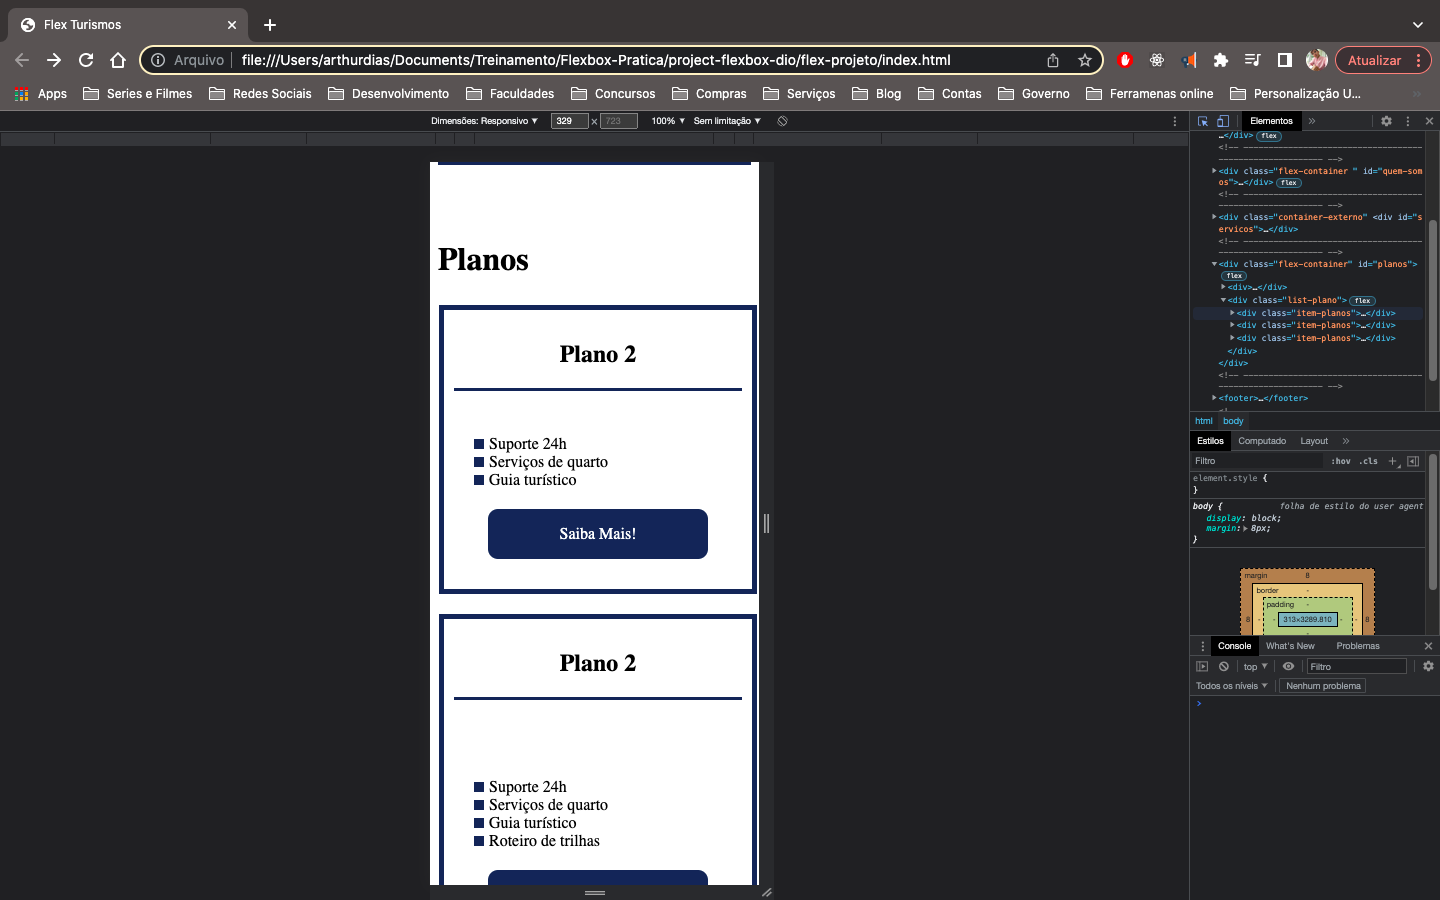 Flex Turismos
Arquivo file:///Users/arthurdias/Documents/Treinamento/Flexbox-Pratica/project-flexbox-dio/flex-projeto/index.html
Atualizar
Apps Series e Filmes Redes Sociais Desenvolvimento Faculdades Concursos Compras Serviços Blog Contas Governo Ferramenas online Personalização U...
Dimensões: Responsivo 329 x 723 100% Sem limitação
Planos
Plano 2
Suporte 24h
Serviços de quarto
Guia turístico
Saiba Mais!
Plano 2
Suporte 24h
Serviços de quarto
Guia turístico
Roteiro de trilhas
Elementos »
…</div> flex
<!-- -------------------------------------
---------------------- -->
<div class="flex-container " id="quem-som
os">…</div> flex
<!-- -------------------------------------
---------------------- -->
<div class="container-externo" <div id="s
ervicos">…</div>
<!-- -------------------------------------
---------------------- -->
<div class="flex-container" id="planos">
flex
<div>…</div>
<div class="list-plano"> flex
<div class="item-planos">…</div>
<div class="item-planos">…</div>
<div class="item-planos">…</div>
</div>
</div>
<!-- -------------------------------------
---------------------- -->
<footer>…</footer>
html body
Estilos Computado Layout »
Filtro :hov .cls +
element.style {
}
body { folha de estilo do user agent
display: block;
margin: 8px;
}
margin 8
border -
padding -
8 - - 313×3289.810 - - 8
Console What's New Problemas
top Filtro
Todos os níveis Nenhum problema
>